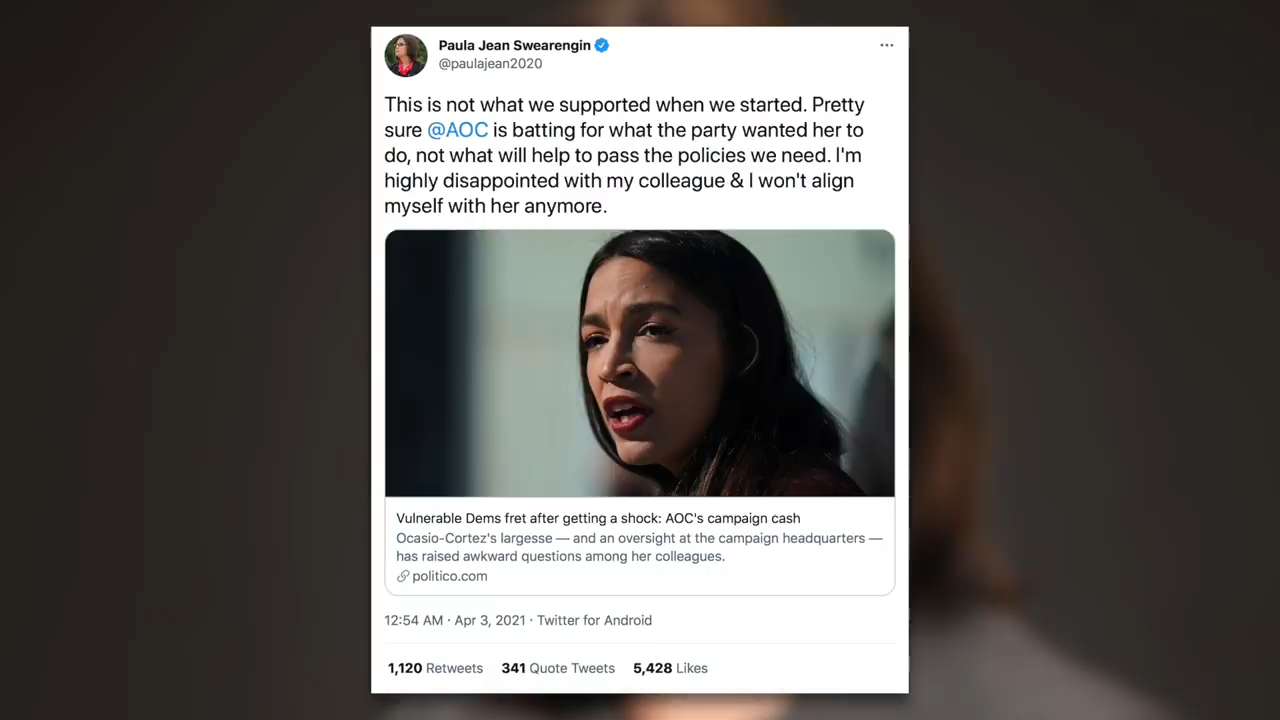 Paula Jean Swearengin
@paulajean2020
This is not what we supported when we started. Pretty
sure @AOC is batting for what the party wanted her to
do, not what will help to pass the policies we need. I'm
highly disappointed with my colleague & I won't align
myself with her anymore.
Vulnerable Dems fret after getting a shock: AOC's campaign cash
Ocasio-Cortez's largesse — and an oversight at the campaign headquarters —
has raised awkward questions among her colleagues.
politico.com
12:54 AM · Apr 3, 2021 · Twitter for Android
1,120 Retweets 341 Quote Tweets 5,428 Likes